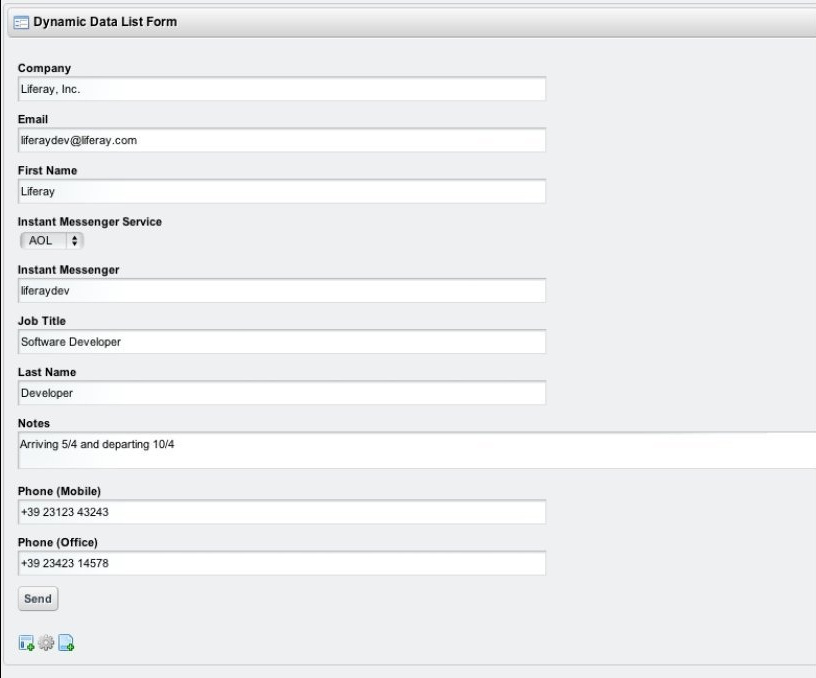 Dynamic Data List Form
Company
Liferay, Inc.
Email
liferaydev@liferay.com
First Name
Liferay
Instant Messenger Service
AOL
Instant Messenger
liferaydev
Job Title
Software Developer
Last Name
Developer
Notes
Arriving 5/4 and departing 10/4
Phone (Mobile)
+39 23123 43243
Phone (Office)
+39 23423 14578
Send